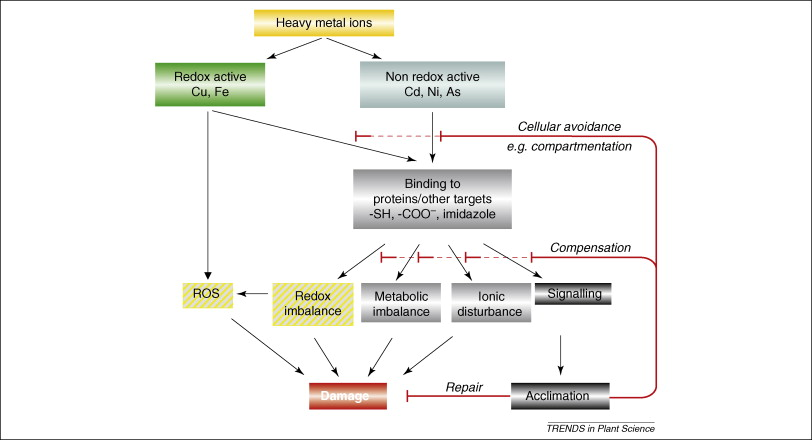 Heavy metal ions
Redox active
Cu, Fe
Non redox active
Cd, Ni, As
Cellular avoidance
e.g. compartmentation
Binding to
proteins/other targets
-SH, -COO⁻, imidazole
Compensation
ROS
Redox
imbalance
Metabolic
imbalance
Ionic
disturbance
Signalling
Damage
Repair
Acclimation
TRENDS in Plant Science